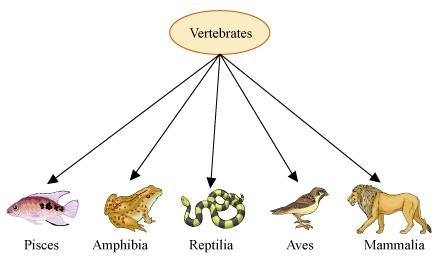 Vertebrates
Pisces
Amphibia
Reptilia
Aves
Mammalia